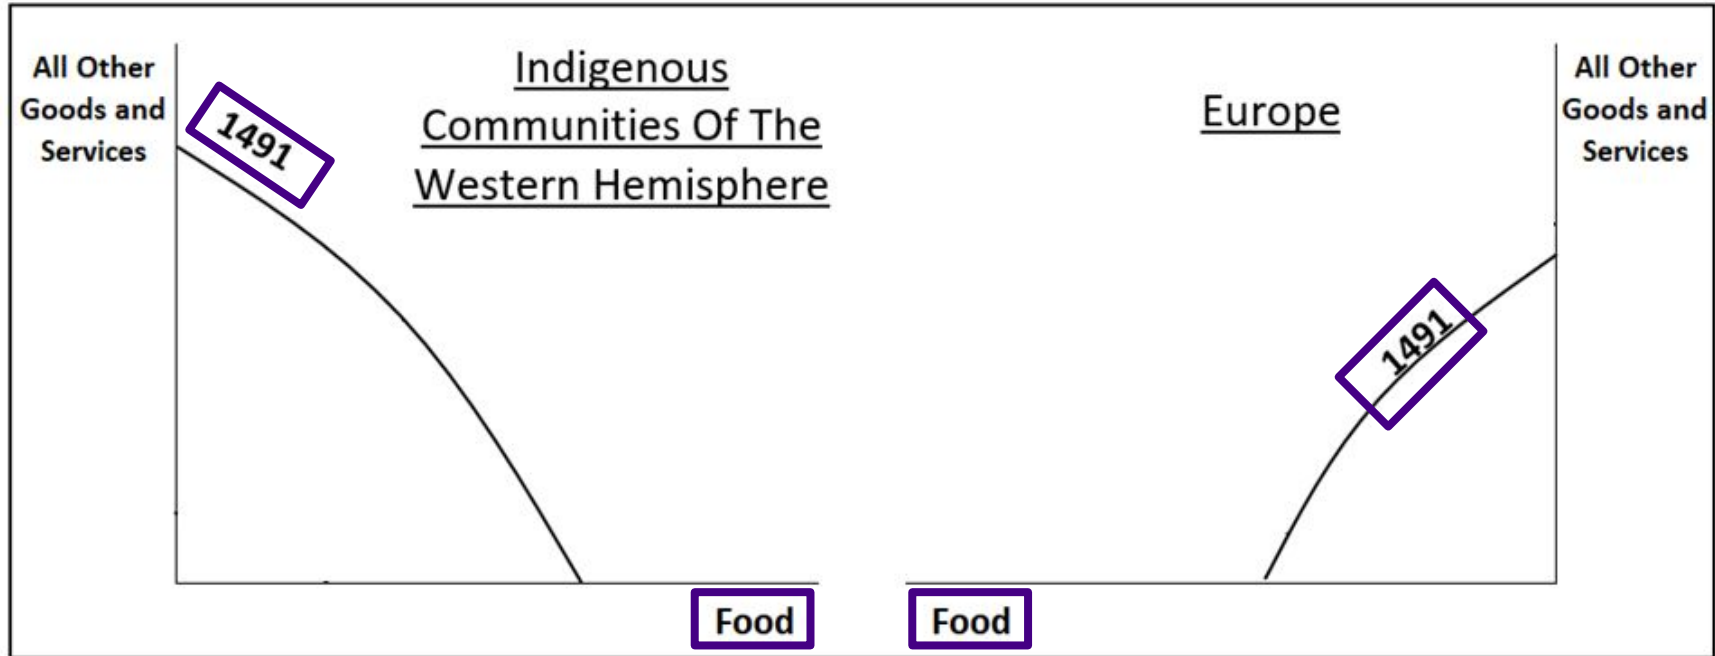 All Other
Goods and
Services
1491
Indigenous
Communities Of The
Western Hemisphere
Food
Europe
All Other
Goods and
Services
1491
Food